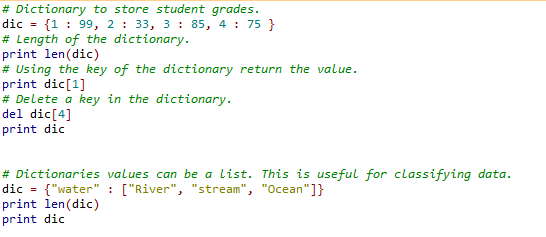 # Dictionary to store student grades.
dic = {1 : 99, 2 : 33, 3 : 85, 4 : 75 }
# Length of the dictionary.
print len(dic)
# Using the key of the dictionary return the value.
print dic[1]
# Delete a key in the dictionary.
del dic[4]
print dic
# Dictionaries values can be a list. This is useful for classifying data.
dic = {"water" : ["River", "stream", "Ocean"]}
print len(dic)
print dic